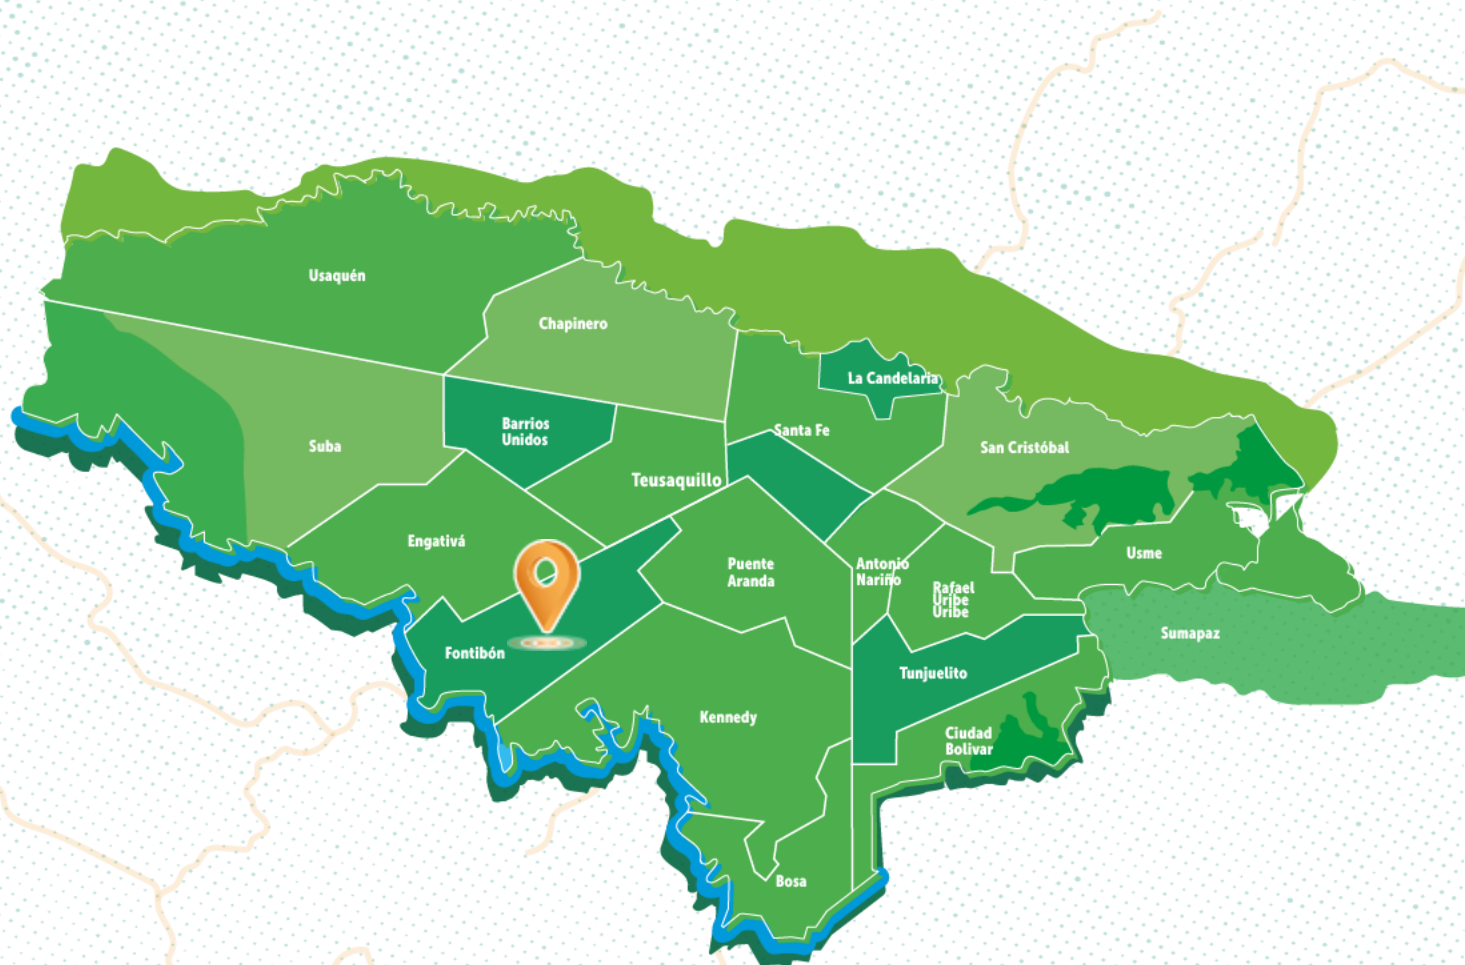 Usaquén
Chapinero
La Candelaria
Barrios
Unidos
Santa Fe
Suba
San Cristóbal
Teusaquillo
Engativá
Usme
Puente
Aranda
Antonio
Nariño
Rafael
Uribe
Uribe
Sumapaz
Fontibón
Tunjuelito
Kennedy
Ciudad
Bolivar
Bosa